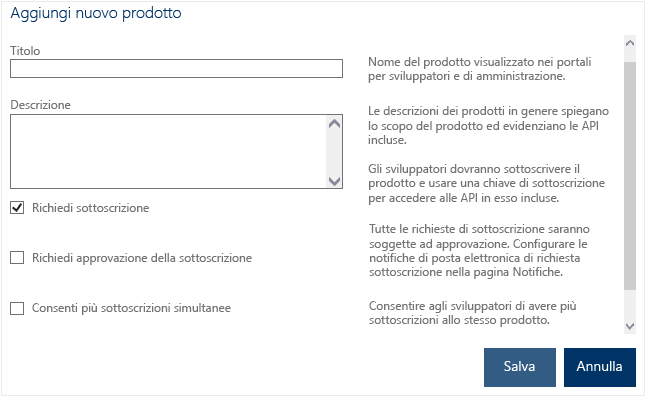 Aggiungi nuovo prodotto
Titolo
Nome del prodotto visualizzato nei portali
per sviluppatori e di amministrazione.
Descrizione
Le descrizioni dei prodotti in genere spiegano
lo scopo del prodotto ed evidenziano le API
incluse.
Richiedi sottoscrizione
Gli sviluppatori dovranno sottoscrivere il
prodotto e usare una chiave di sottoscrizione
per accedere alle API in esso incluse.
Richiedi approvazione della sottoscrizione
Tutte le richieste di sottoscrizione saranno
soggette ad approvazione. Configurare le
notifiche di posta elettronica di richiesta
sottoscrizione nella pagina Notifiche.
Consenti più sottoscrizioni simultanee
Consentire agli sviluppatori di avere più
sottoscrizioni allo stesso prodotto.
Salva
Annulla